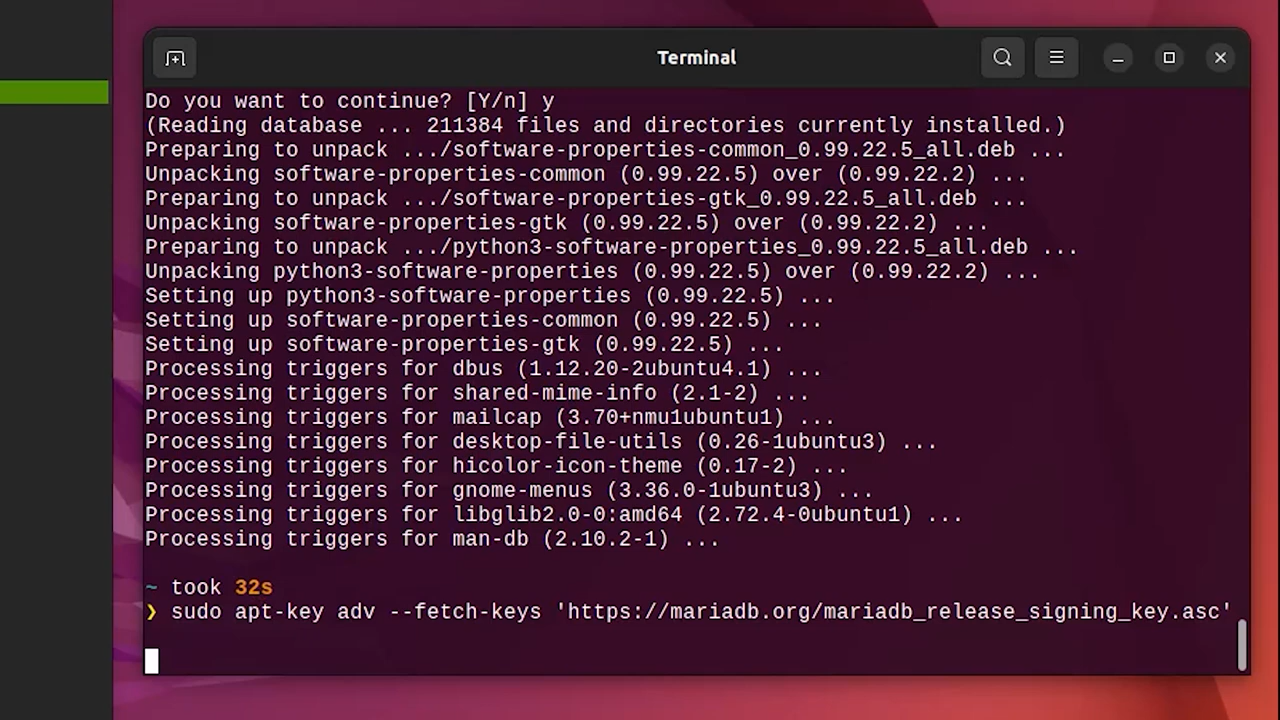 Terminal
Do you want to continue? [Y/n] y
(Reading database ... 211384 files and directories currently installed.)
Preparing to unpack .../software-properties-common_0.99.22.5_all.deb ...
Unpacking software-properties-common (0.99.22.5) over (0.99.22.2) ...
Preparing to unpack .../software-properties-gtk_0.99.22.5_all.deb ...
Unpacking software-properties-gtk (0.99.22.5) over (0.99.22.2) ...
Preparing to unpack .../python3-software-properties_0.99.22.5_all.deb ...
Unpacking python3-software-properties (0.99.22.5) over (0.99.22.2) ...
Setting up python3-software-properties (0.99.22.5) ...
Setting up software-properties-common (0.99.22.5) ...
Setting up software-properties-gtk (0.99.22.5) ...
Processing triggers for dbus (1.12.20-2ubuntu4.1) ...
Processing triggers for shared-mime-info (2.1-2) ...
Processing triggers for mailcap (3.70+nmu1ubuntu1) ...
Processing triggers for desktop-file-utils (0.26-1ubuntu3) ...
Processing triggers for hicolor-icon-theme (0.17-2) ...
Processing triggers for gnome-menus (3.36.0-1ubuntu3) ...
Processing triggers for libglib2.0-0:amd64 (2.72.4-0ubuntu1) ...
Processing triggers for man-db (2.10.2-1) ...
~ took 32s
❯ sudo apt-key adv --fetch-keys 'https://mariadb.org/mariadb_release_signing_key.asc'